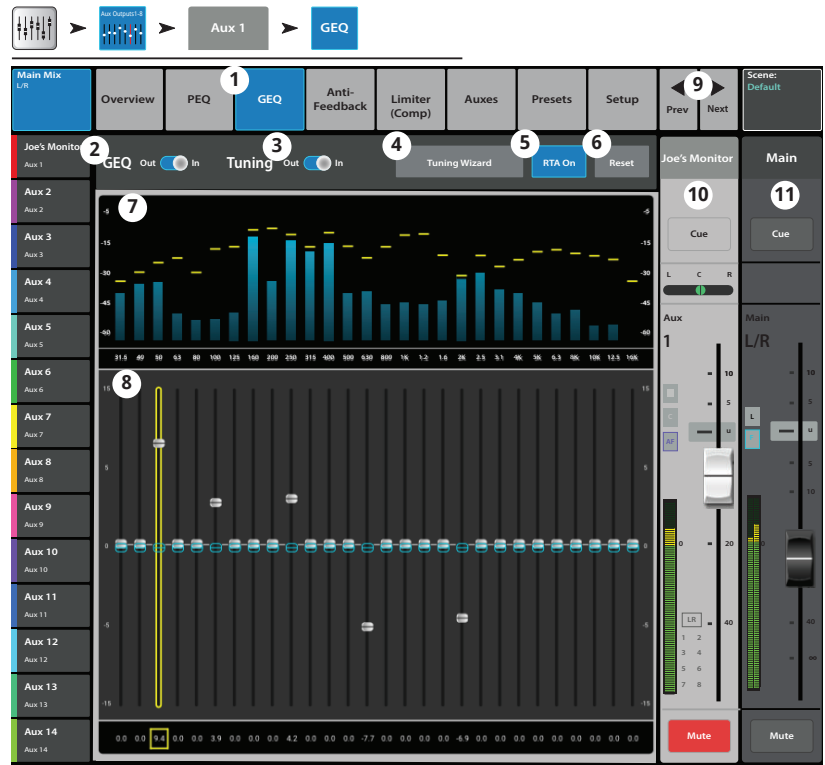 Aux Outputs1-8
Aux 1
GEQ
Main Mix
L/R
Overview
PEQ
1
GEQ
Anti-
Feedback
Limiter
(Comp)
Auxes
Presets
Setup
9
Prev
Next
Scene:
Default
Joe's Monitor
Aux 1
2
GEQ
Out
In
3
Tuning
Out
In
4
Tuning Wizard
5
RTA On
6
Reset
Joe's Monitor
Main
Aux 2
Aux 2
Aux 3
Aux 3
Aux 4
Aux 4
Aux 5
Aux 5
Aux 6
Aux 6
Aux 7
Aux 7
Aux 8
Aux 8
Aux 9
Aux 9
Aux 10
Aux 10
Aux 11
Aux 11
Aux 12
Aux 12
Aux 13
Aux 13
Aux 14
Aux 14
7
-5 -5
-15 -15
-30 -30
-45 -45
-60 -60
31.5 40 50 63 80 100 125 160 200 250 315 400 500 630 800 1K 1.2 1.6 2K 2.5 3.1 4K 5K 6.3 8K 10K 12.5 16K
8
15 15
5 5
0 0
-5 -5
-15 -15
0.0 0.0 9.4 0.0 0.0 3.9 0.0 0.0 0.0 4.2 0.0 0.0 0.0 -7.7 0.0 0.0 0.0 0.0 -6.9 0.0 0.0 0.0 0.0 0.0 0.0 0.0 0.0 0.0
10
Cue
L C R
Aux
1
10
5
C
u
AF
0
20
LR
40
1 2
3 4
5 6
7 8
Mute
11
Cue
Main
L/R
10
5
L
u
5
10
0
20
40
∞
Mute